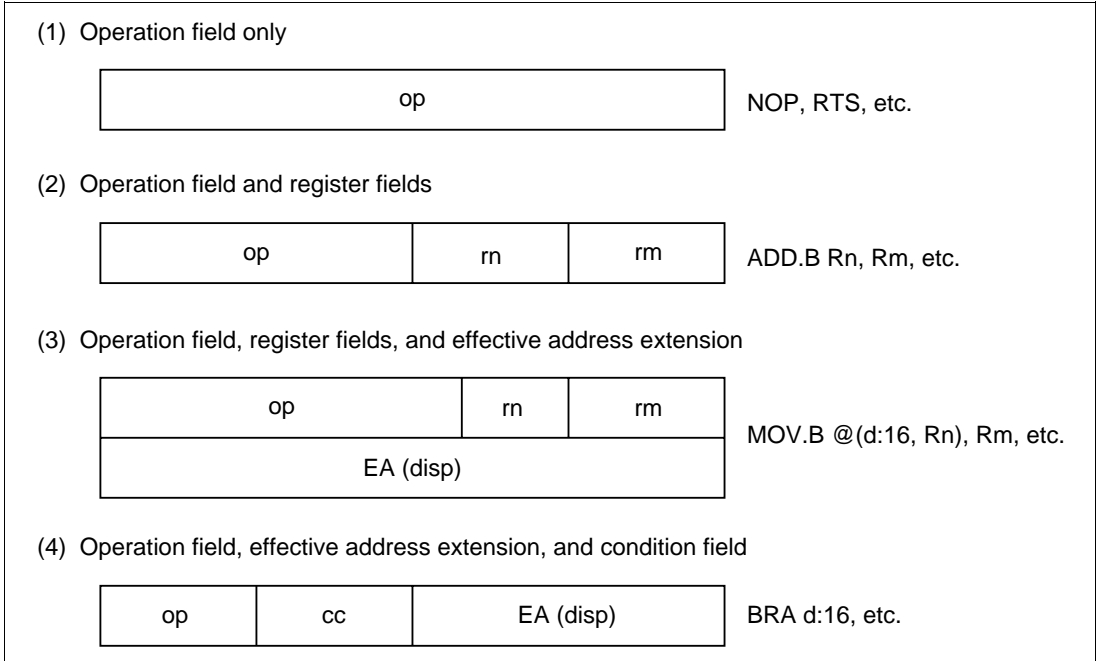 (1) Operation field only
op
NOP, RTS, etc.
(2) Operation field and register fields
op rn rm
ADD.B Rn, Rm, etc.
(3) Operation field, register fields, and effective address extension
op rn rm
MOV.B @(d:16, Rn), Rm, etc.
EA (disp)
(4) Operation field, effective address extension, and condition field
op cc EA (disp)
BRA d:16, etc.